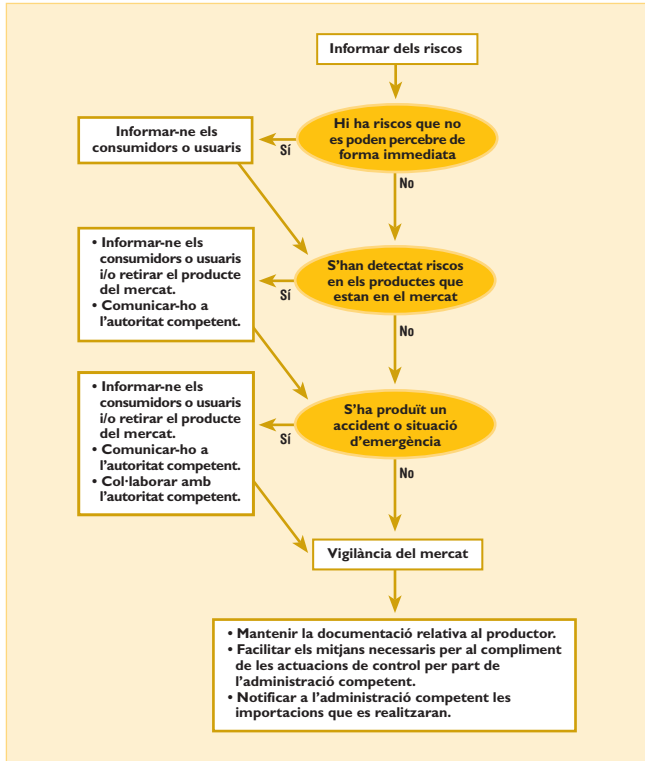 Informar dels riscos
Hi ha riscos que no
es poden percebre de
forma immediata
Informar-ne els
consumidors o usuaris
Sí
No
• Informar-ne els
consumidors o usuaris
i/o retirar el producte
del mercat.
• Comunicar-ho a
l'autoritat competent.
S'han detectat riscos
en els productes que
estan en el mercat
Sí
No
• Informar-ne els
consumidors o usuaris
i/o retirar el producte
del mercat.
• Comunicar-ho a
l'autoritat competent.
• Col·laborar amb
l'autoritat competent.
S'ha produït un
accident o situació
d'emergència
Sí
No
Vigilància del mercat
• Mantenir la documentació relativa al productor.
• Facilitar els mitjans necessaris per al compliment
de les actuacions de control per part de
l'administració competent.
• Notificar a l'administració competent les
importacions que es realitzaran.